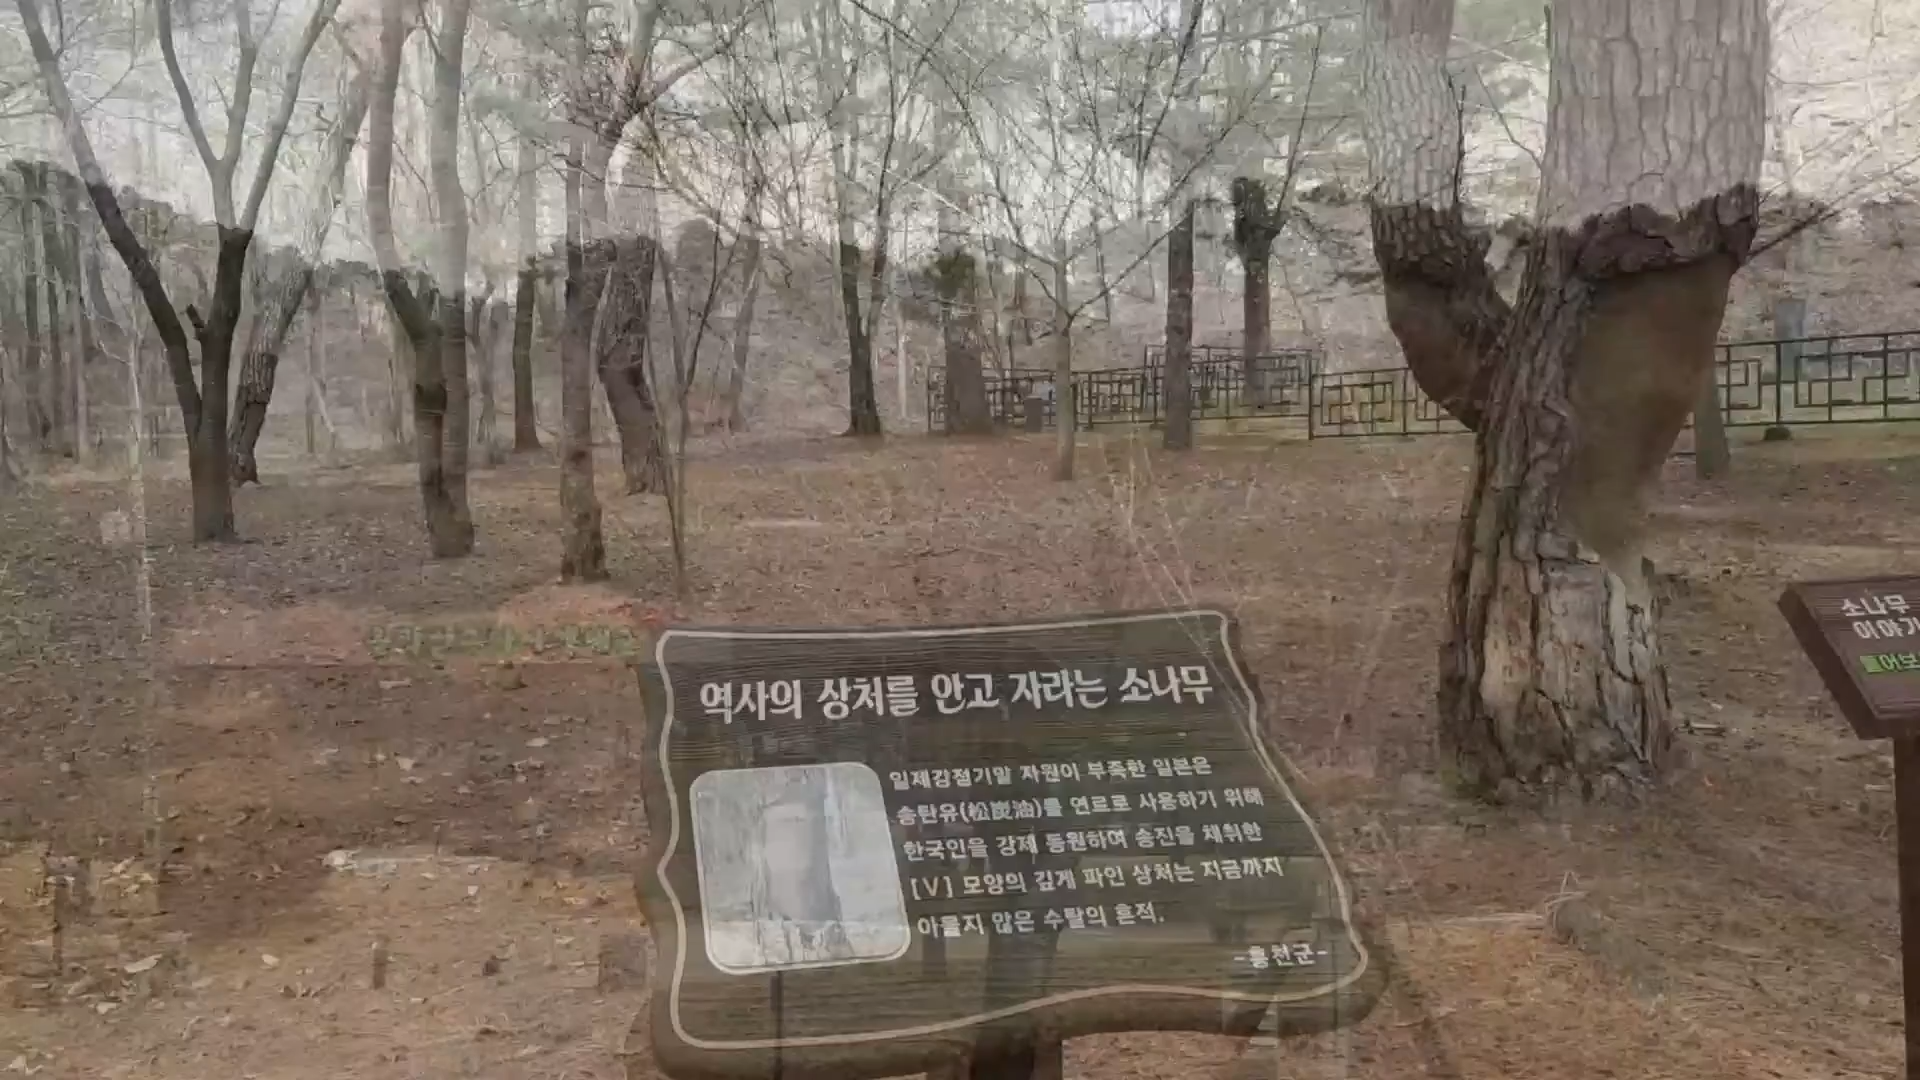 역사의 상처를 안고 자라는 소나무
일제강점기말 자원이 부족한 일본은
송탄유(松炭油)를 연료로 사용하기 위해
한국인을 강제 동원하여 송진을 채취한
[V] 모양의 깊게 파인 상처는 지금까지
아물지 않은 수탈의 흔적.
-홍천군-
소나무
이야기